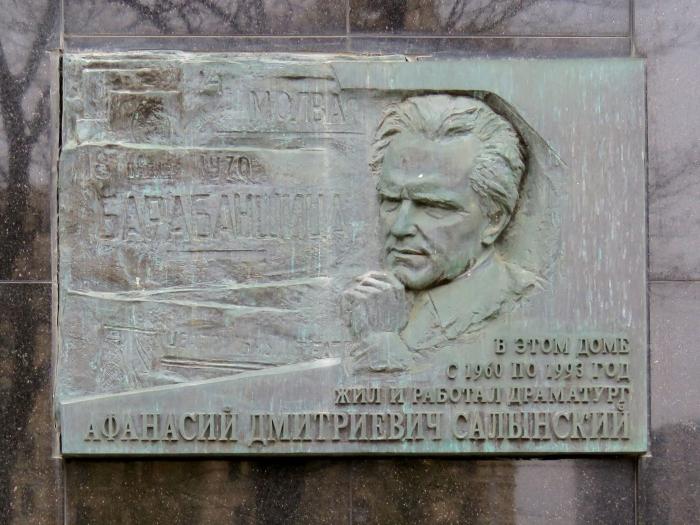 МОЛВА
1970
БАРАБАНЩИЦА
В ЭТОМ ДОМЕ
С 1960 ПО 1993 ГОД
ЖИЛ И РАБОТАЛ ДРАМАТУРГ
АФАНАСИЙ ДМИТРИЕВИЧ САЛЫНСКИЙ